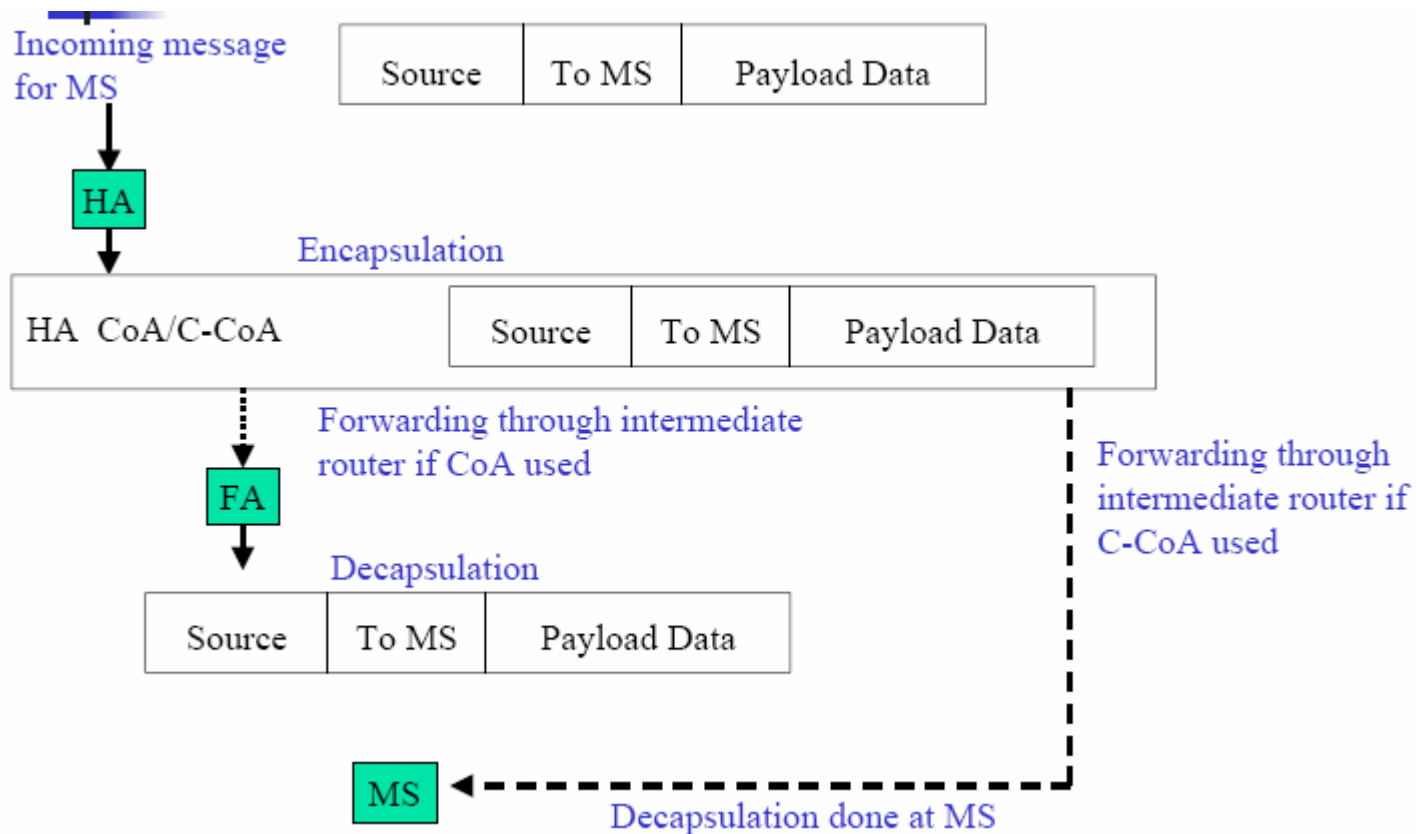 Incoming message
for MS
Source To MS Payload Data
HA
Encapsulation
HA CoA/C-CoA
Source To MS Payload Data
Forwarding through intermediate
router if CoA used
Forwarding through
intermediate router if
C-CoA used
FA
Decapsulation
Source To MS Payload Data
MS
Decapsulation done at MS